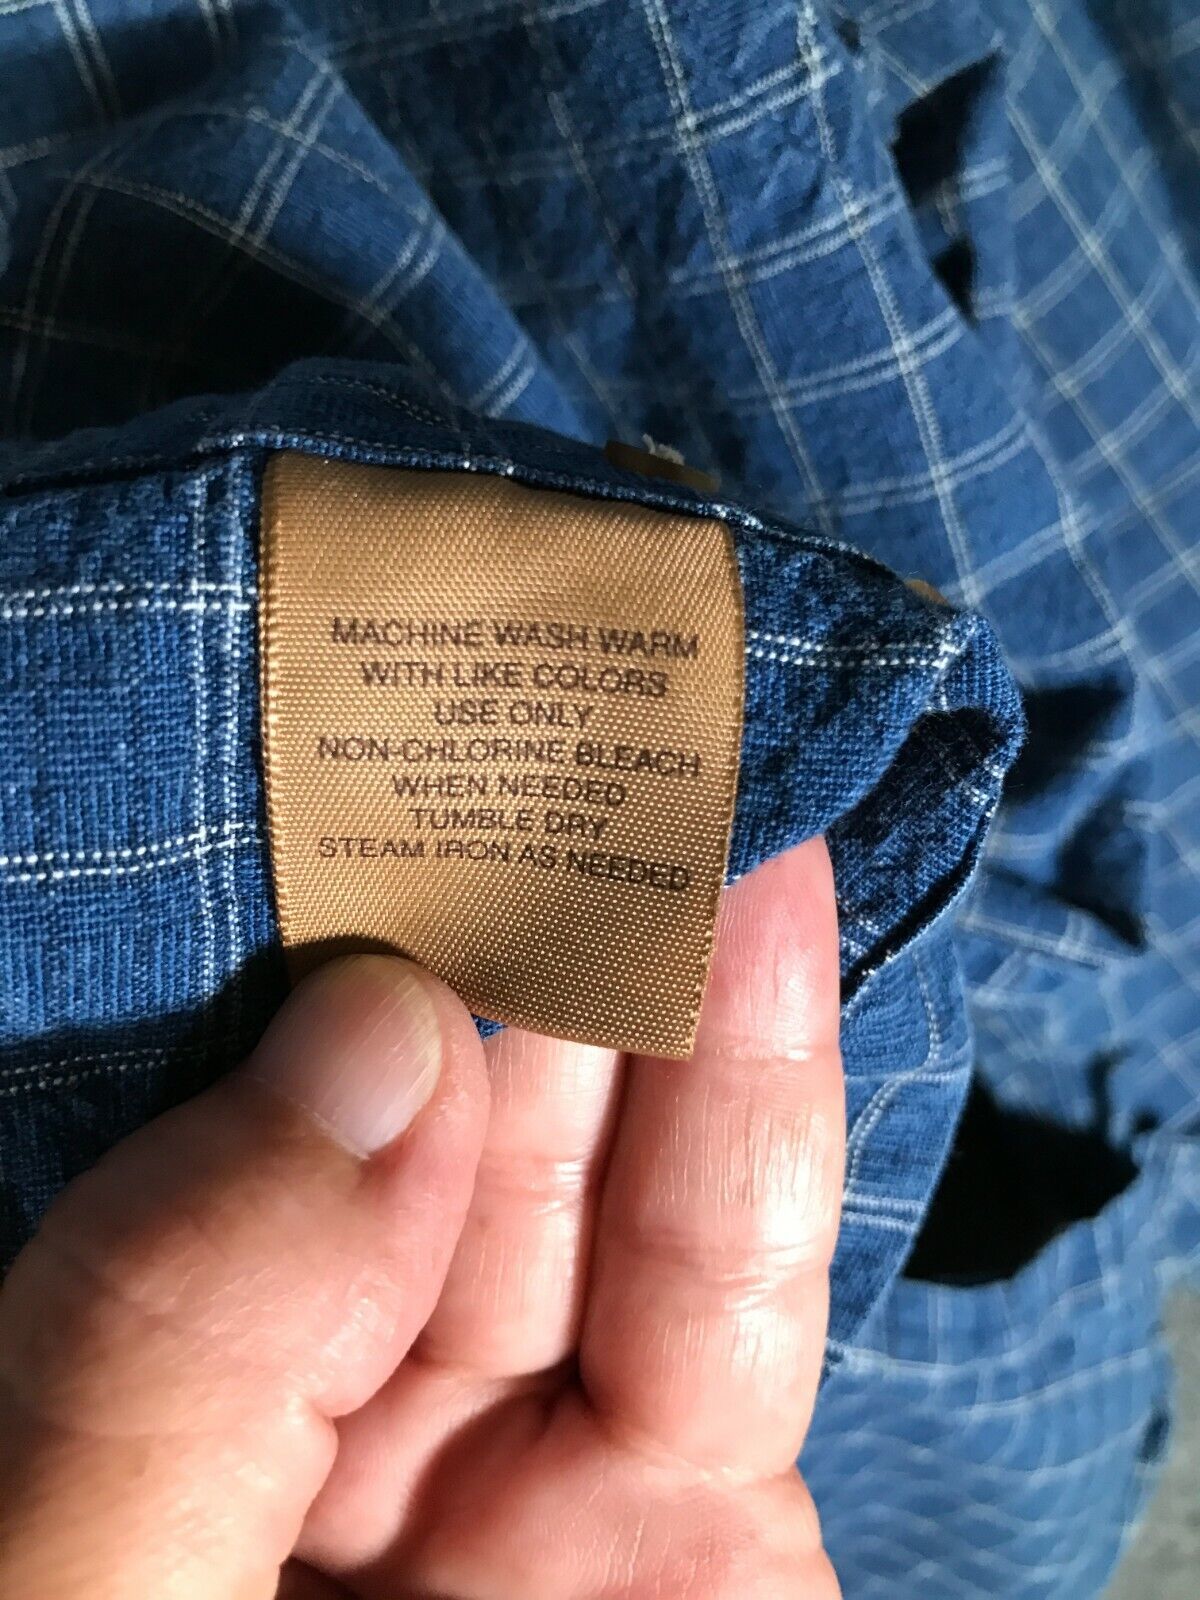 MACHINE WASH WARM
WITH LIKE COLORS
USE ONLY
NON-CHLORINE BLEACH
WHEN NEEDED
TUMBLE DRY
STEAM IRON AS NEEDED